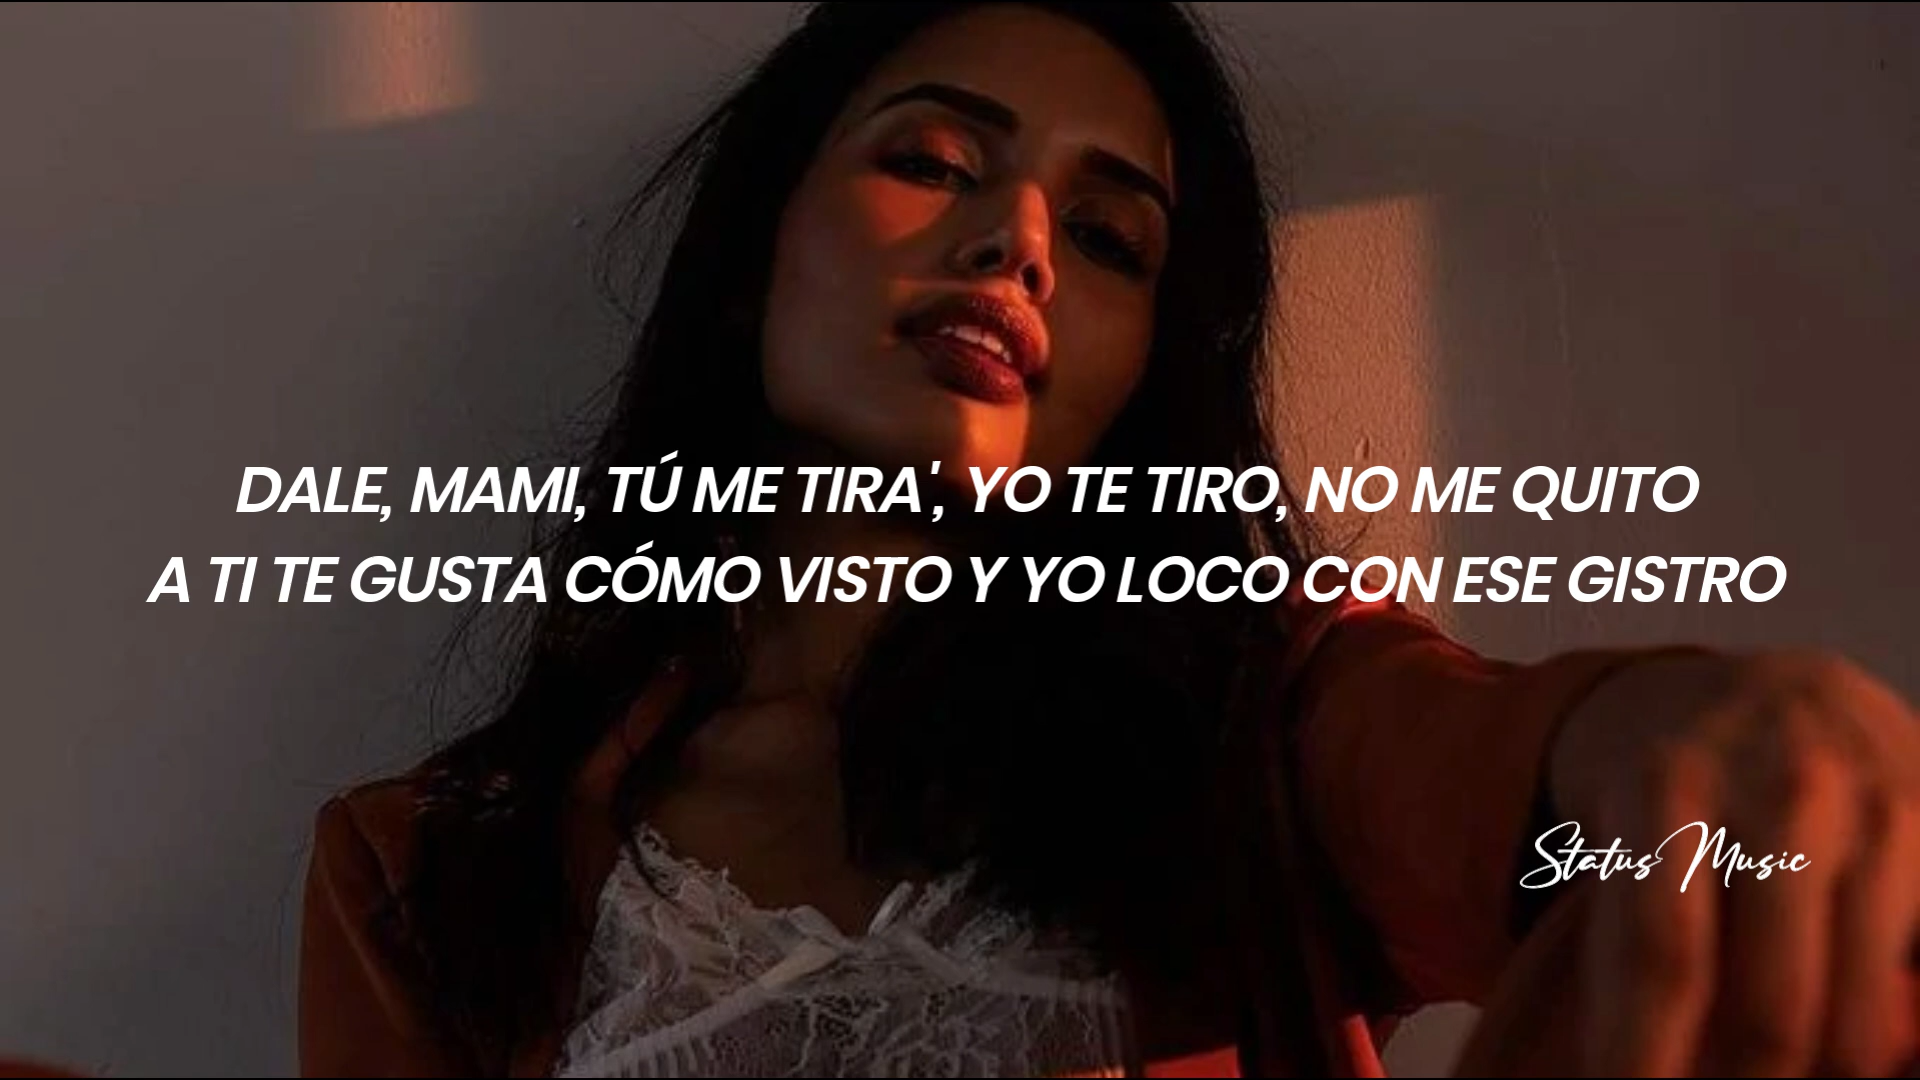 DALE, MAMI, TÚ ME TIRA', YO TE TIRO, NO ME QUITO
A TI TE GUSTA CÓMO VISTO Y YO LOCO CON ESE GISTRO
Status Music